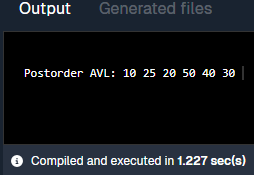 Output Generated files
Postorder AVL: 10 25 20 50 40 30
Compiled and executed in 1.227 sec(s)